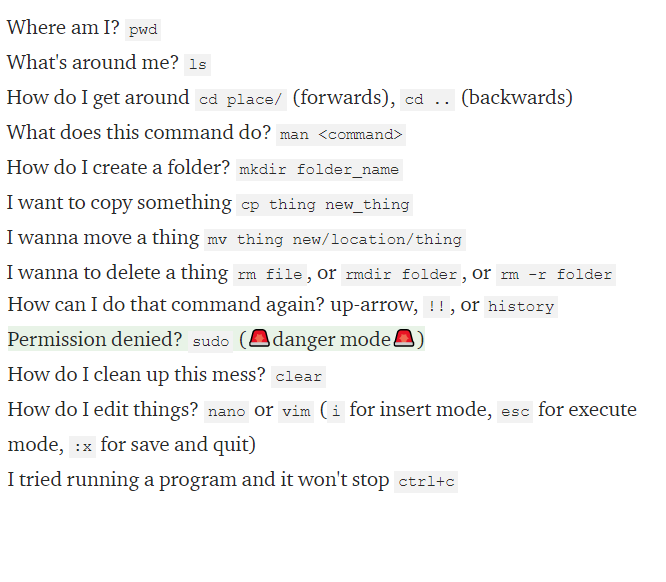 Where am I? pwd
What's around me? ls
How do I get around cd place/ (forwards), cd .. (backwards)
What does this command do? man <command>
How do I create a folder? mkdir folder_name
I want to copy something cp thing new_thing
I wanna move a thing mv thing new/location/thing
I wanna to delete a thing rm file, or rmdir folder, or rm -r folder
How can I do that command again? up-arrow, !!, or history
Permission denied? sudo (🚨danger mode🚨)
How do I clean up this mess? clear
How do I edit things? nano or vim (i for insert mode, esc for execute
mode, :x for save and quit)
I tried running a program and it won't stop ctrl+c